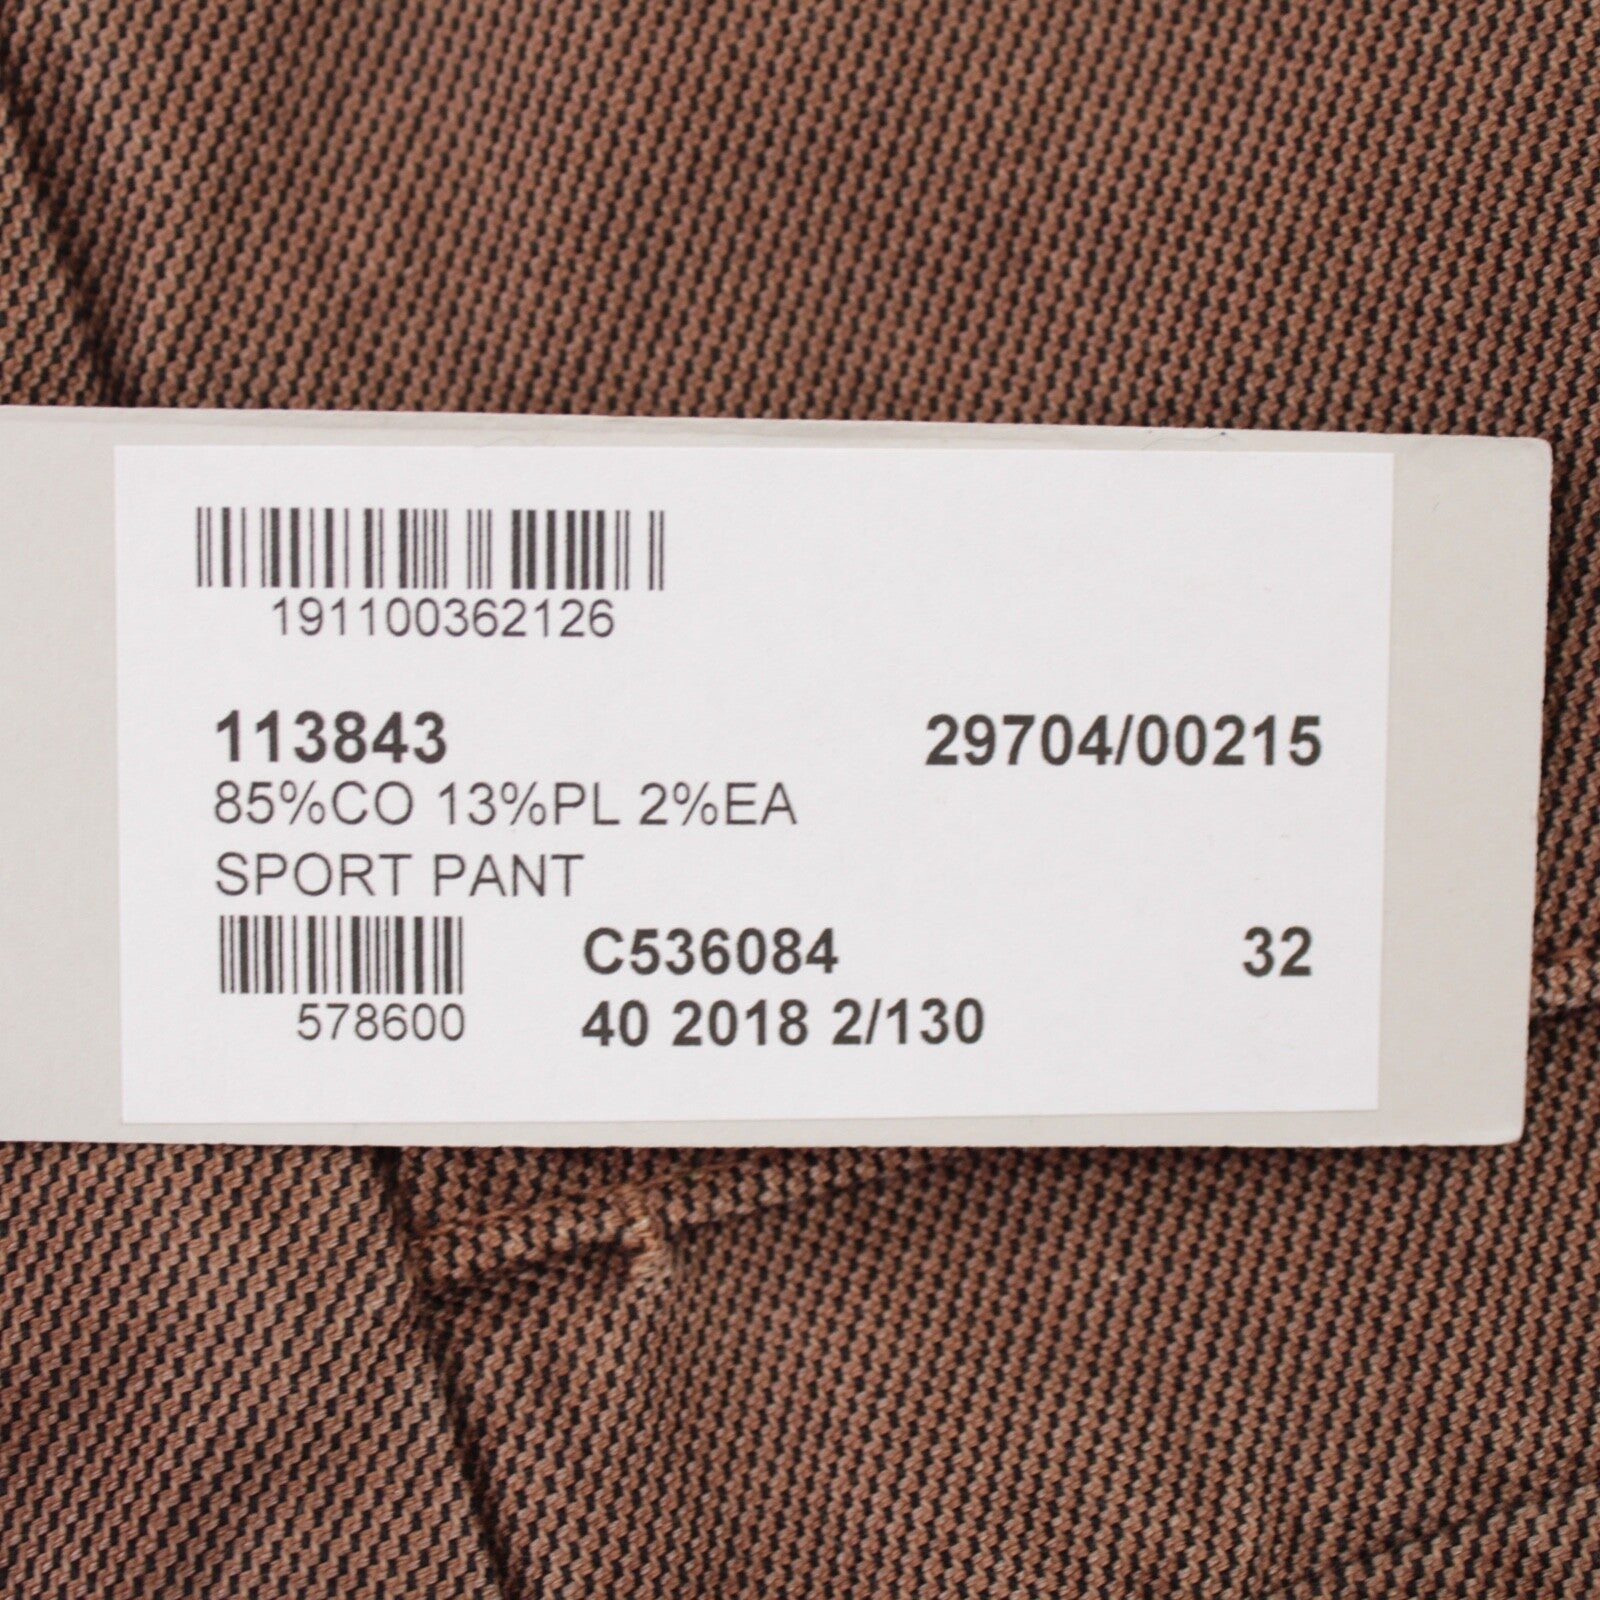 191100362126
113843 29704/00215
85%CO 13%PL 2%EA
SPORT PANT
C536084 32
578600 40 2018 2/130